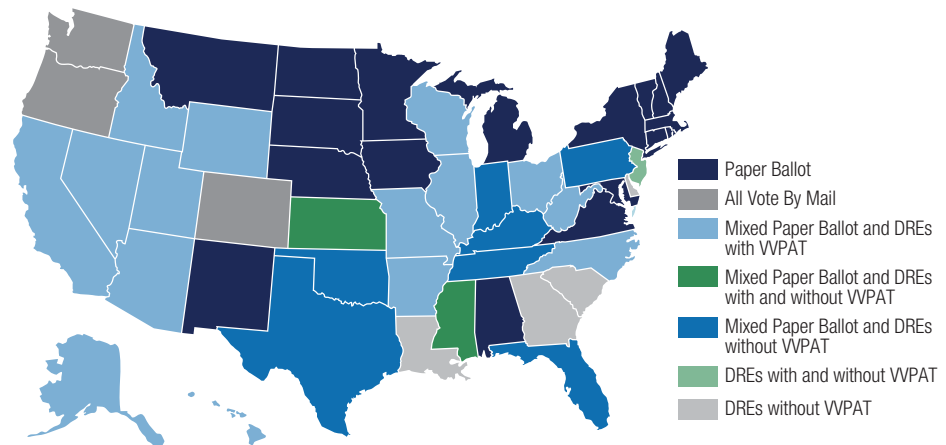 Paper Ballot
All Vote By Mail
Mixed Paper Ballot and DREs
with VVPAT
Mixed Paper Ballot and DREs
with and without VVPAT
Mixed Paper Ballot and DREs
without VVPAT
DREs with and without VVPAT
DREs without VVPAT